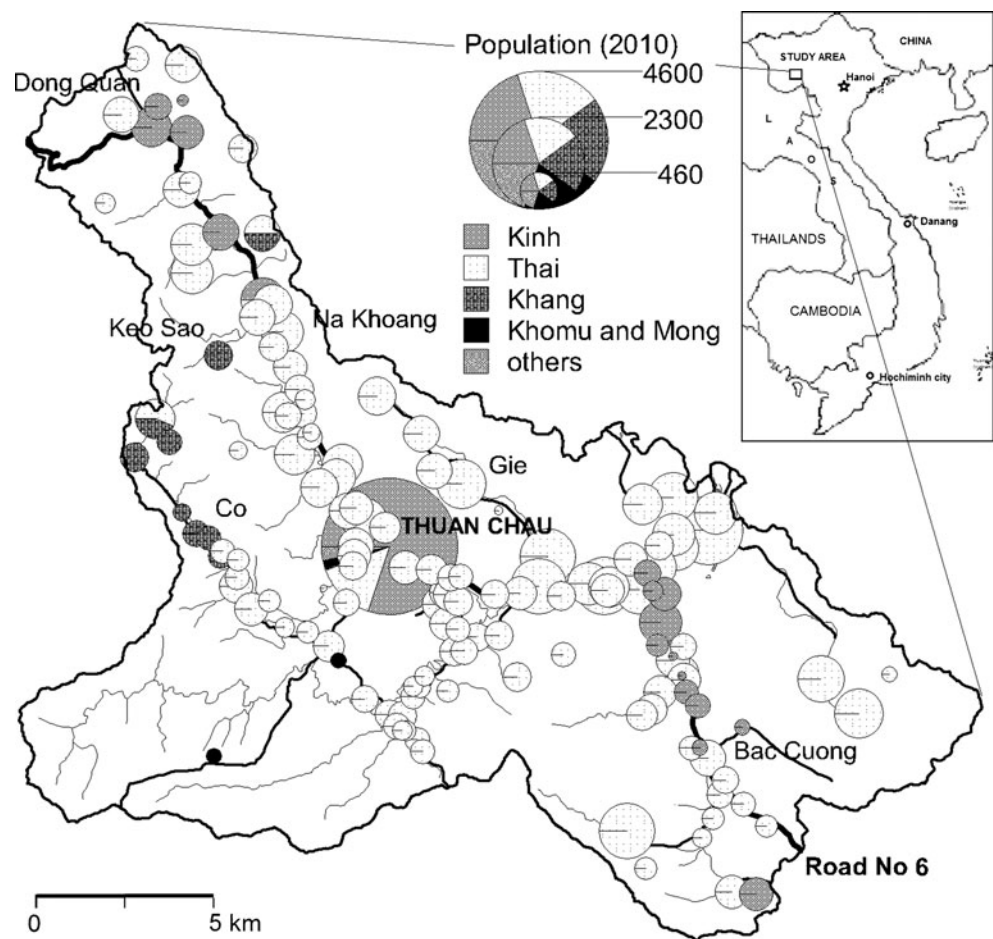 Population (2010)
4600
2300
460
Kinh
Thai
Khang
Khomu and Mong
others
Dong Quan
Keo Sao
Na Khoang
Co
Gie
THUAN CHAU
Bac Cuong
Road No 6
0
5 km
CHINA
STUDY AREA
Hanoi
L
A
S
THAILANDS
Danang
CAMBODIA
Hochiminh city